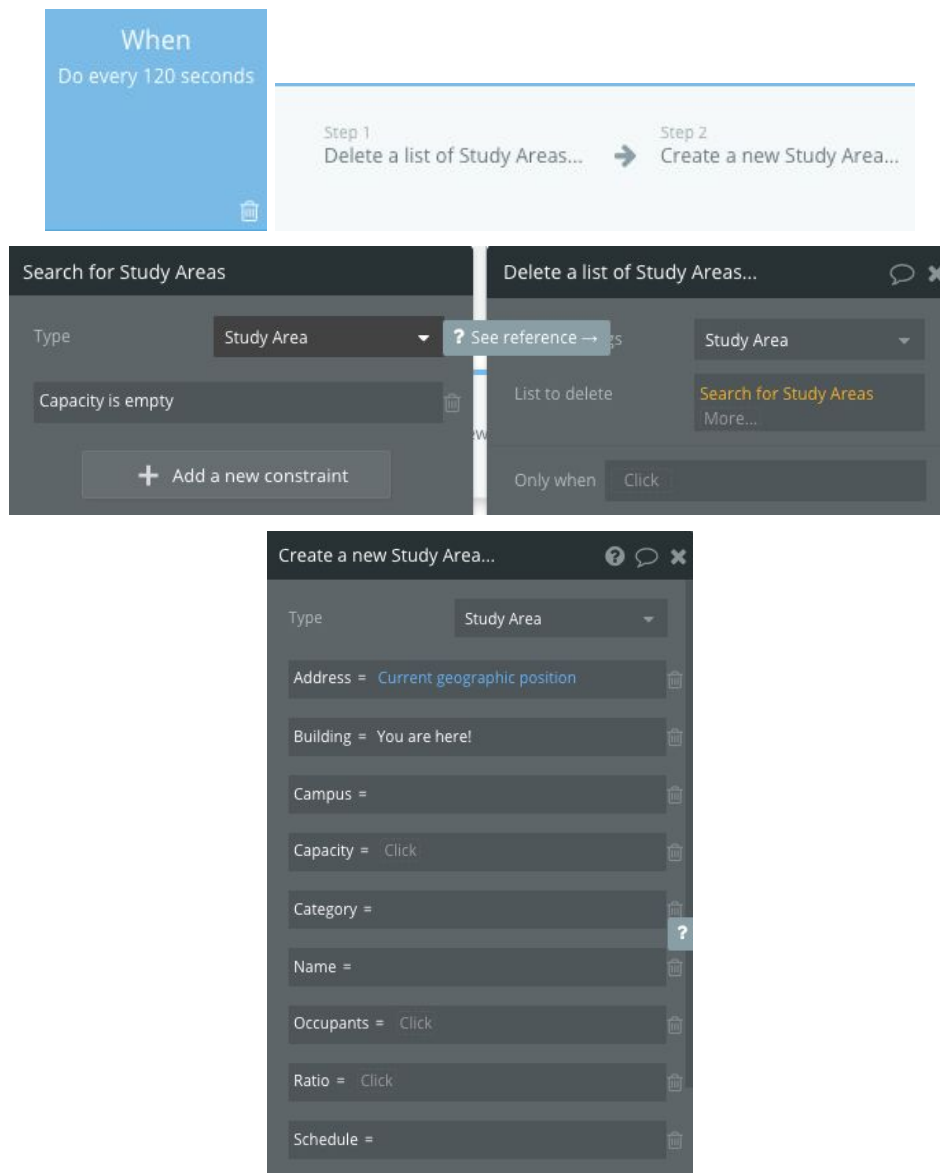 When
Do every 120 seconds
Step 1
Delete a list of Study Areas...
Step 2
Create a new Study Area...
Search for Study Areas
Type
Study Area
Capacity is empty
Add a new constraint
Delete a list of Study Areas...
? See reference →
gs
Study Area
List to delete
Search for Study Areas
More...
Only when
Click
Create a new Study Area...
?
Type
Study Area
Address = Current geographic position
Building = You are here!
Campus =
Capacity = Click
Category =
?
Name =
Occupants = Click
Ratio = Click
Schedule =